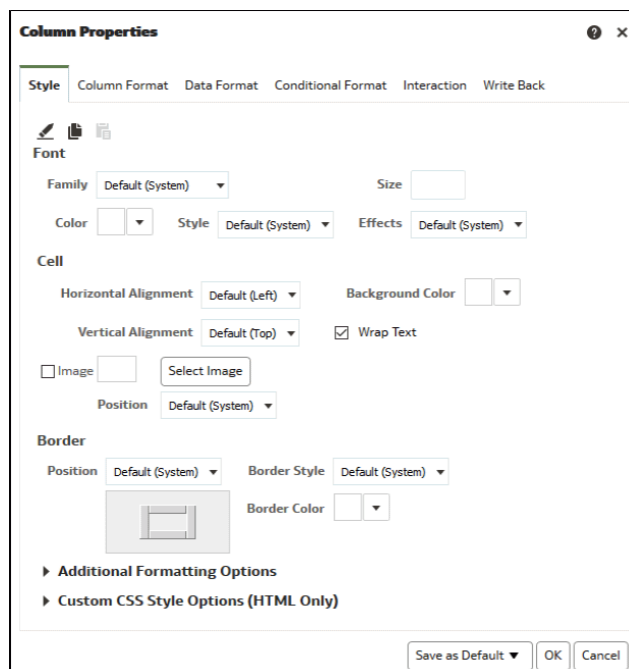 Column Properties
Style Column Format Data Format Conditional Format Interaction Write Back
Font
Family Default (System) Size
Color Style Default (System) Effects Default (System)
Cell
Horizontal Alignment Default (Left) Background Color
Vertical Alignment Default (Top) Wrap Text
Image Select Image
Position Default (System)
Border
Position Default (System) Border Style Default (System)
Border Color
Additional Formatting Options
Custom CSS Style Options (HTML Only)
Save as Default OK Cancel